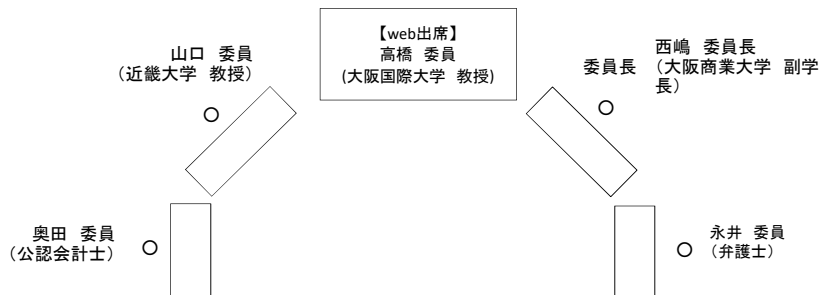 【web出席】
高橋 委員
(大阪国際大学 教授)
山口 委員
（近畿大学 教授）
委員長
西嶋 委員長
（大阪商業大学 副学
長）
奥田 委員
（公認会計士）
永井 委員
（弁護士）